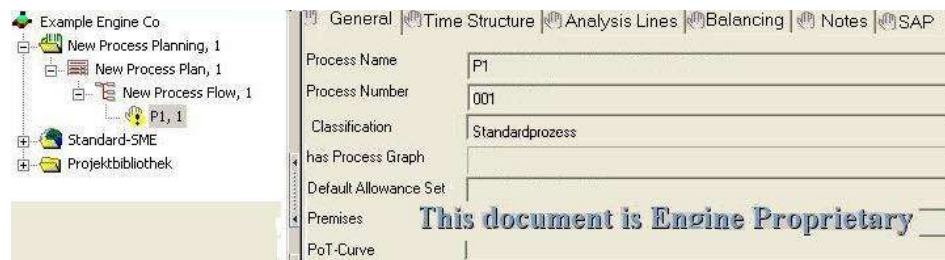 Example Engine Co
New Process Planning, 1
New Process Plan, 1
New Process Flow, 1
P1, 1
Standard-SME
Projektbibliothek
General Time Structure Analysis Lines Balancing Notes SAP
Process Name P1
Process Number 001
Classification Standardprozess
has Process Graph
Default Allowance Set
Premises
This document is Engine Proprietary
PoT-Curve